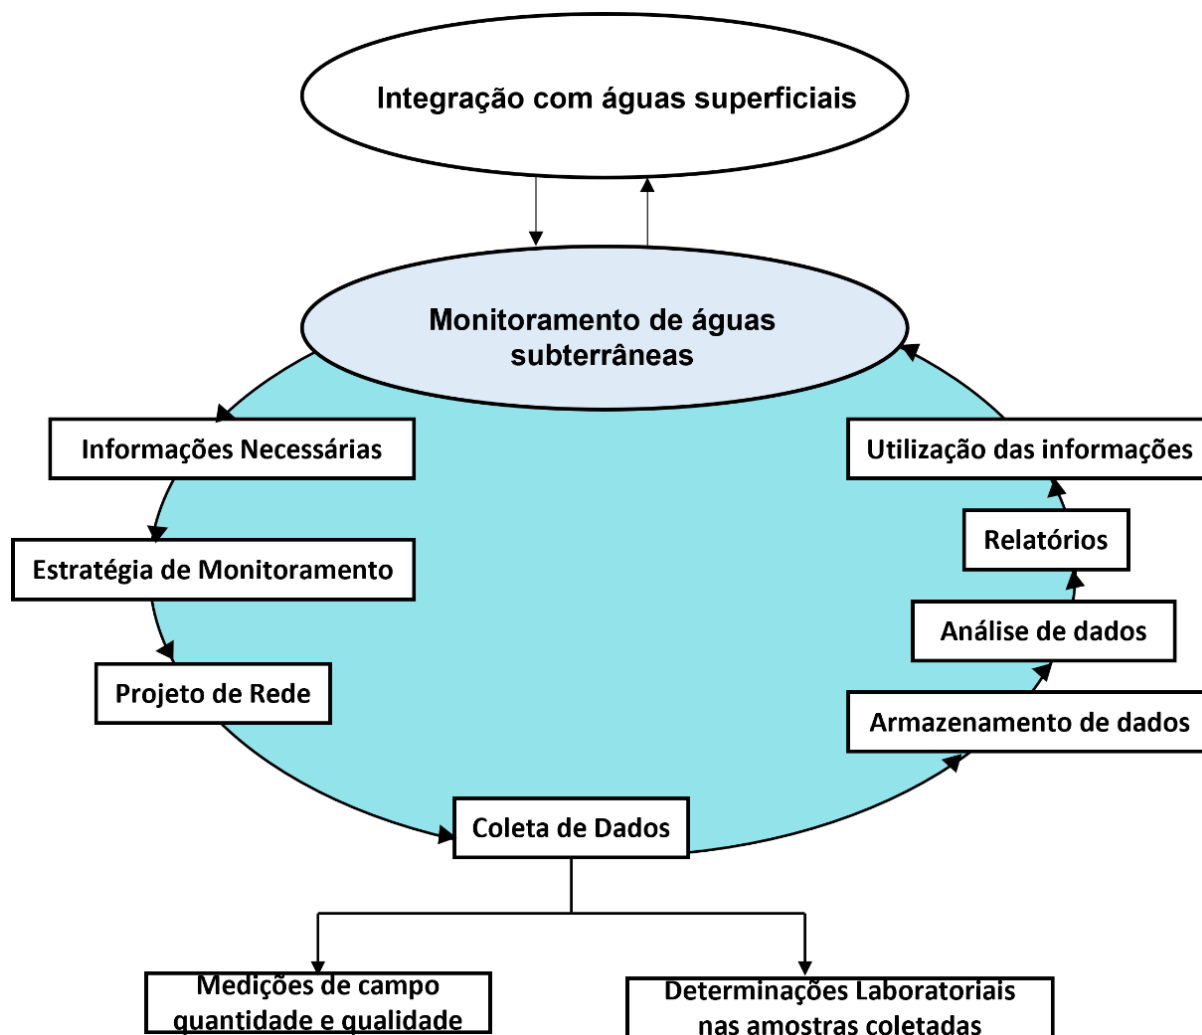 Integração com águas superficiais
Monitoramento de águas
subterrâneas
Informações Necessárias
Utilização das informações
Estratégia de Monitoramento
Relatórios
Projeto de Rede
Análise de dados
Armazenamento de dados
Coleta de Dados
Medições de campo
quantidade e qualidade
Determinações Laboratoriais
nas amostras coletadas